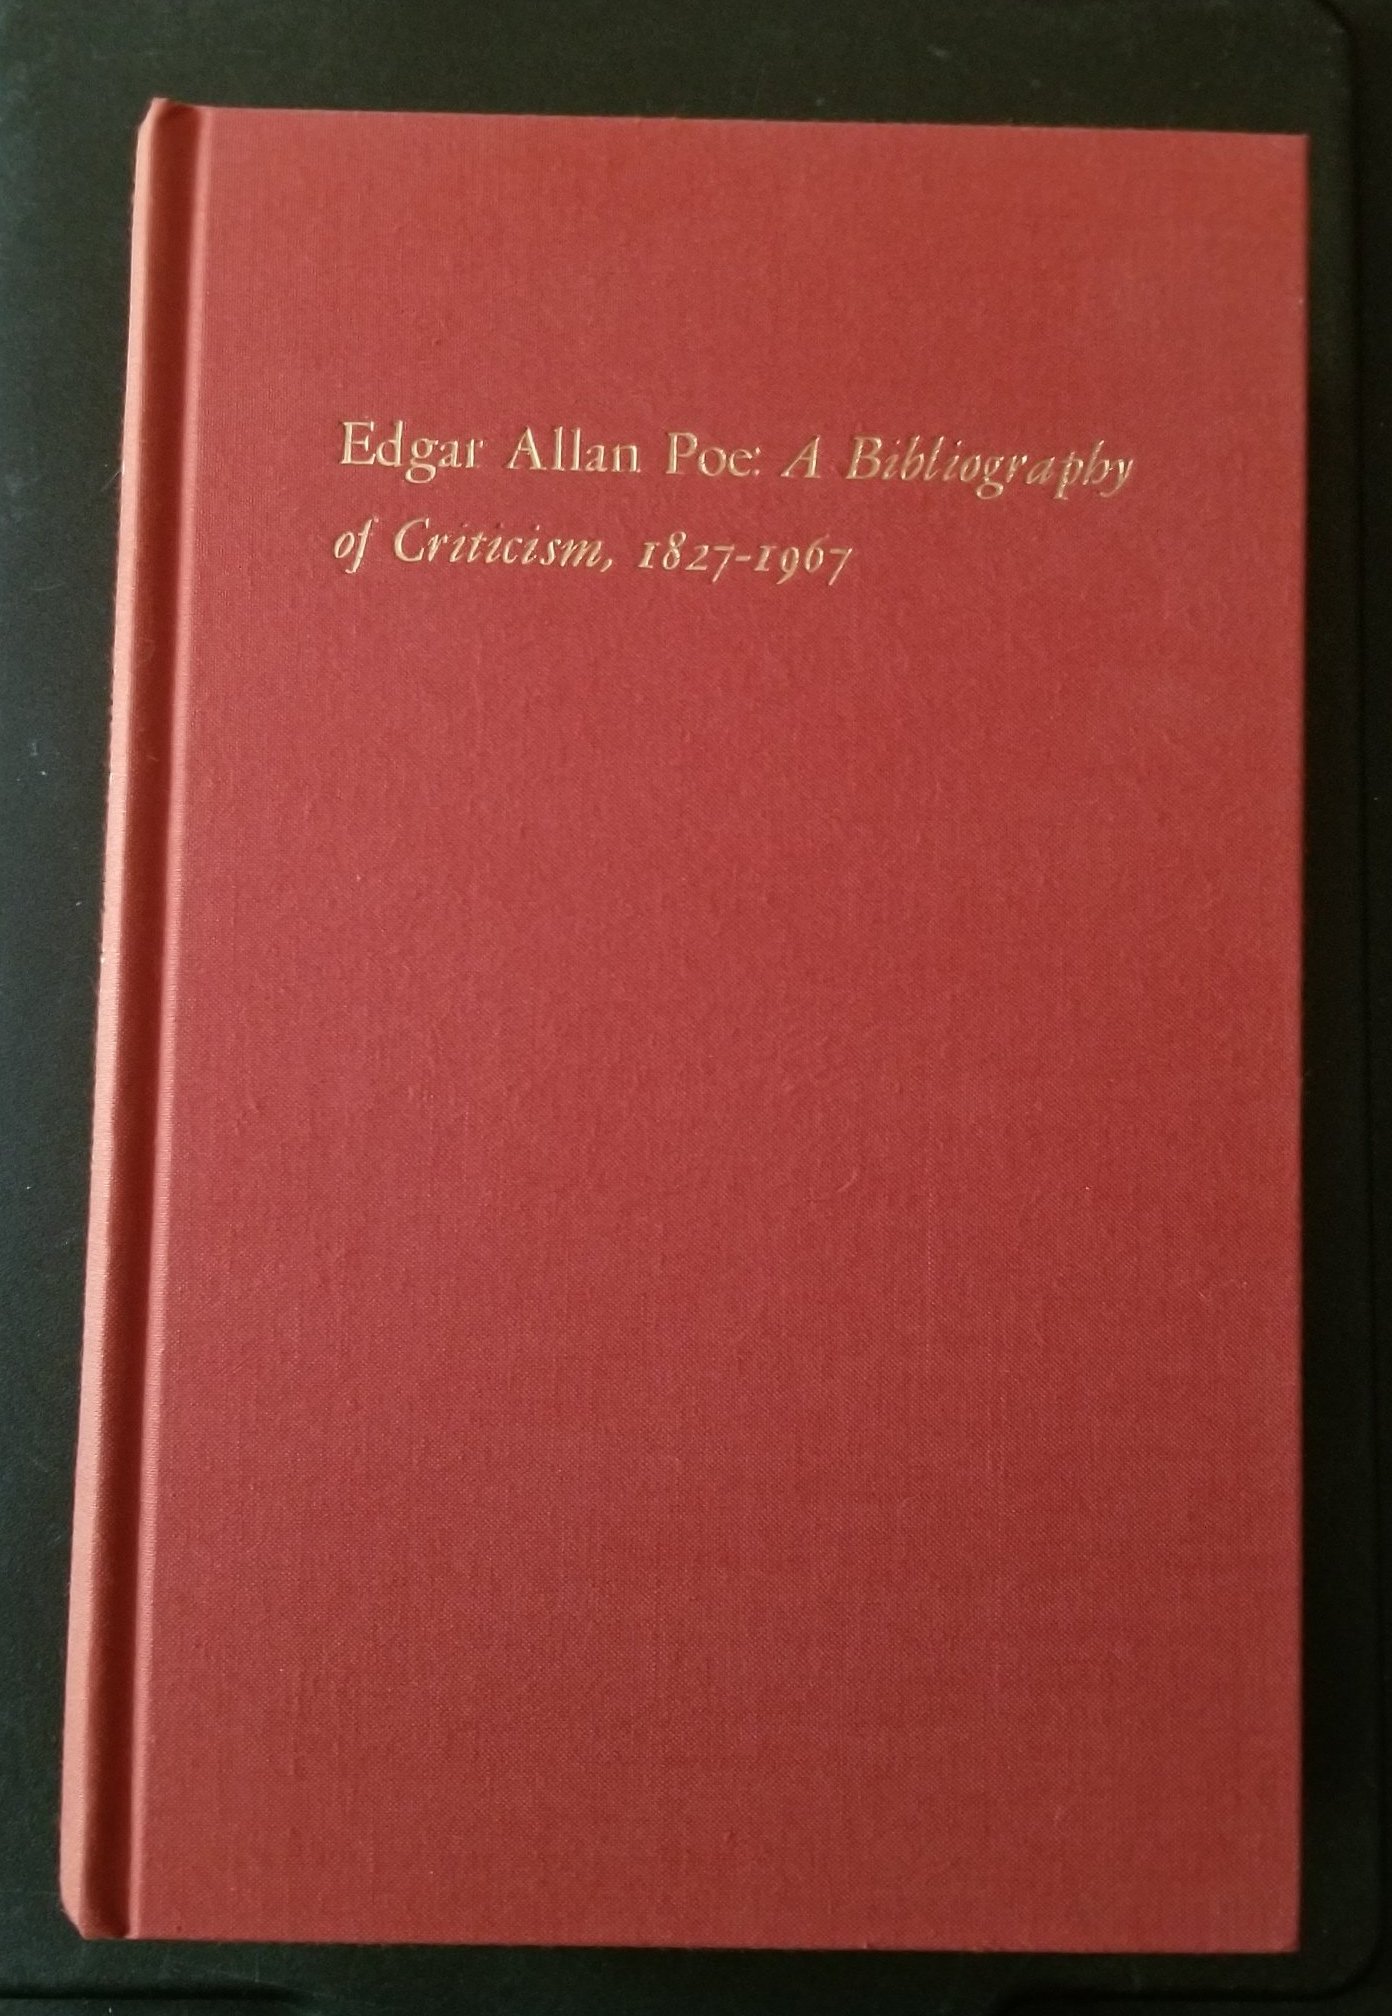 Edgar Allan Poe: A Bibliography
of Criticism, 1827-1967